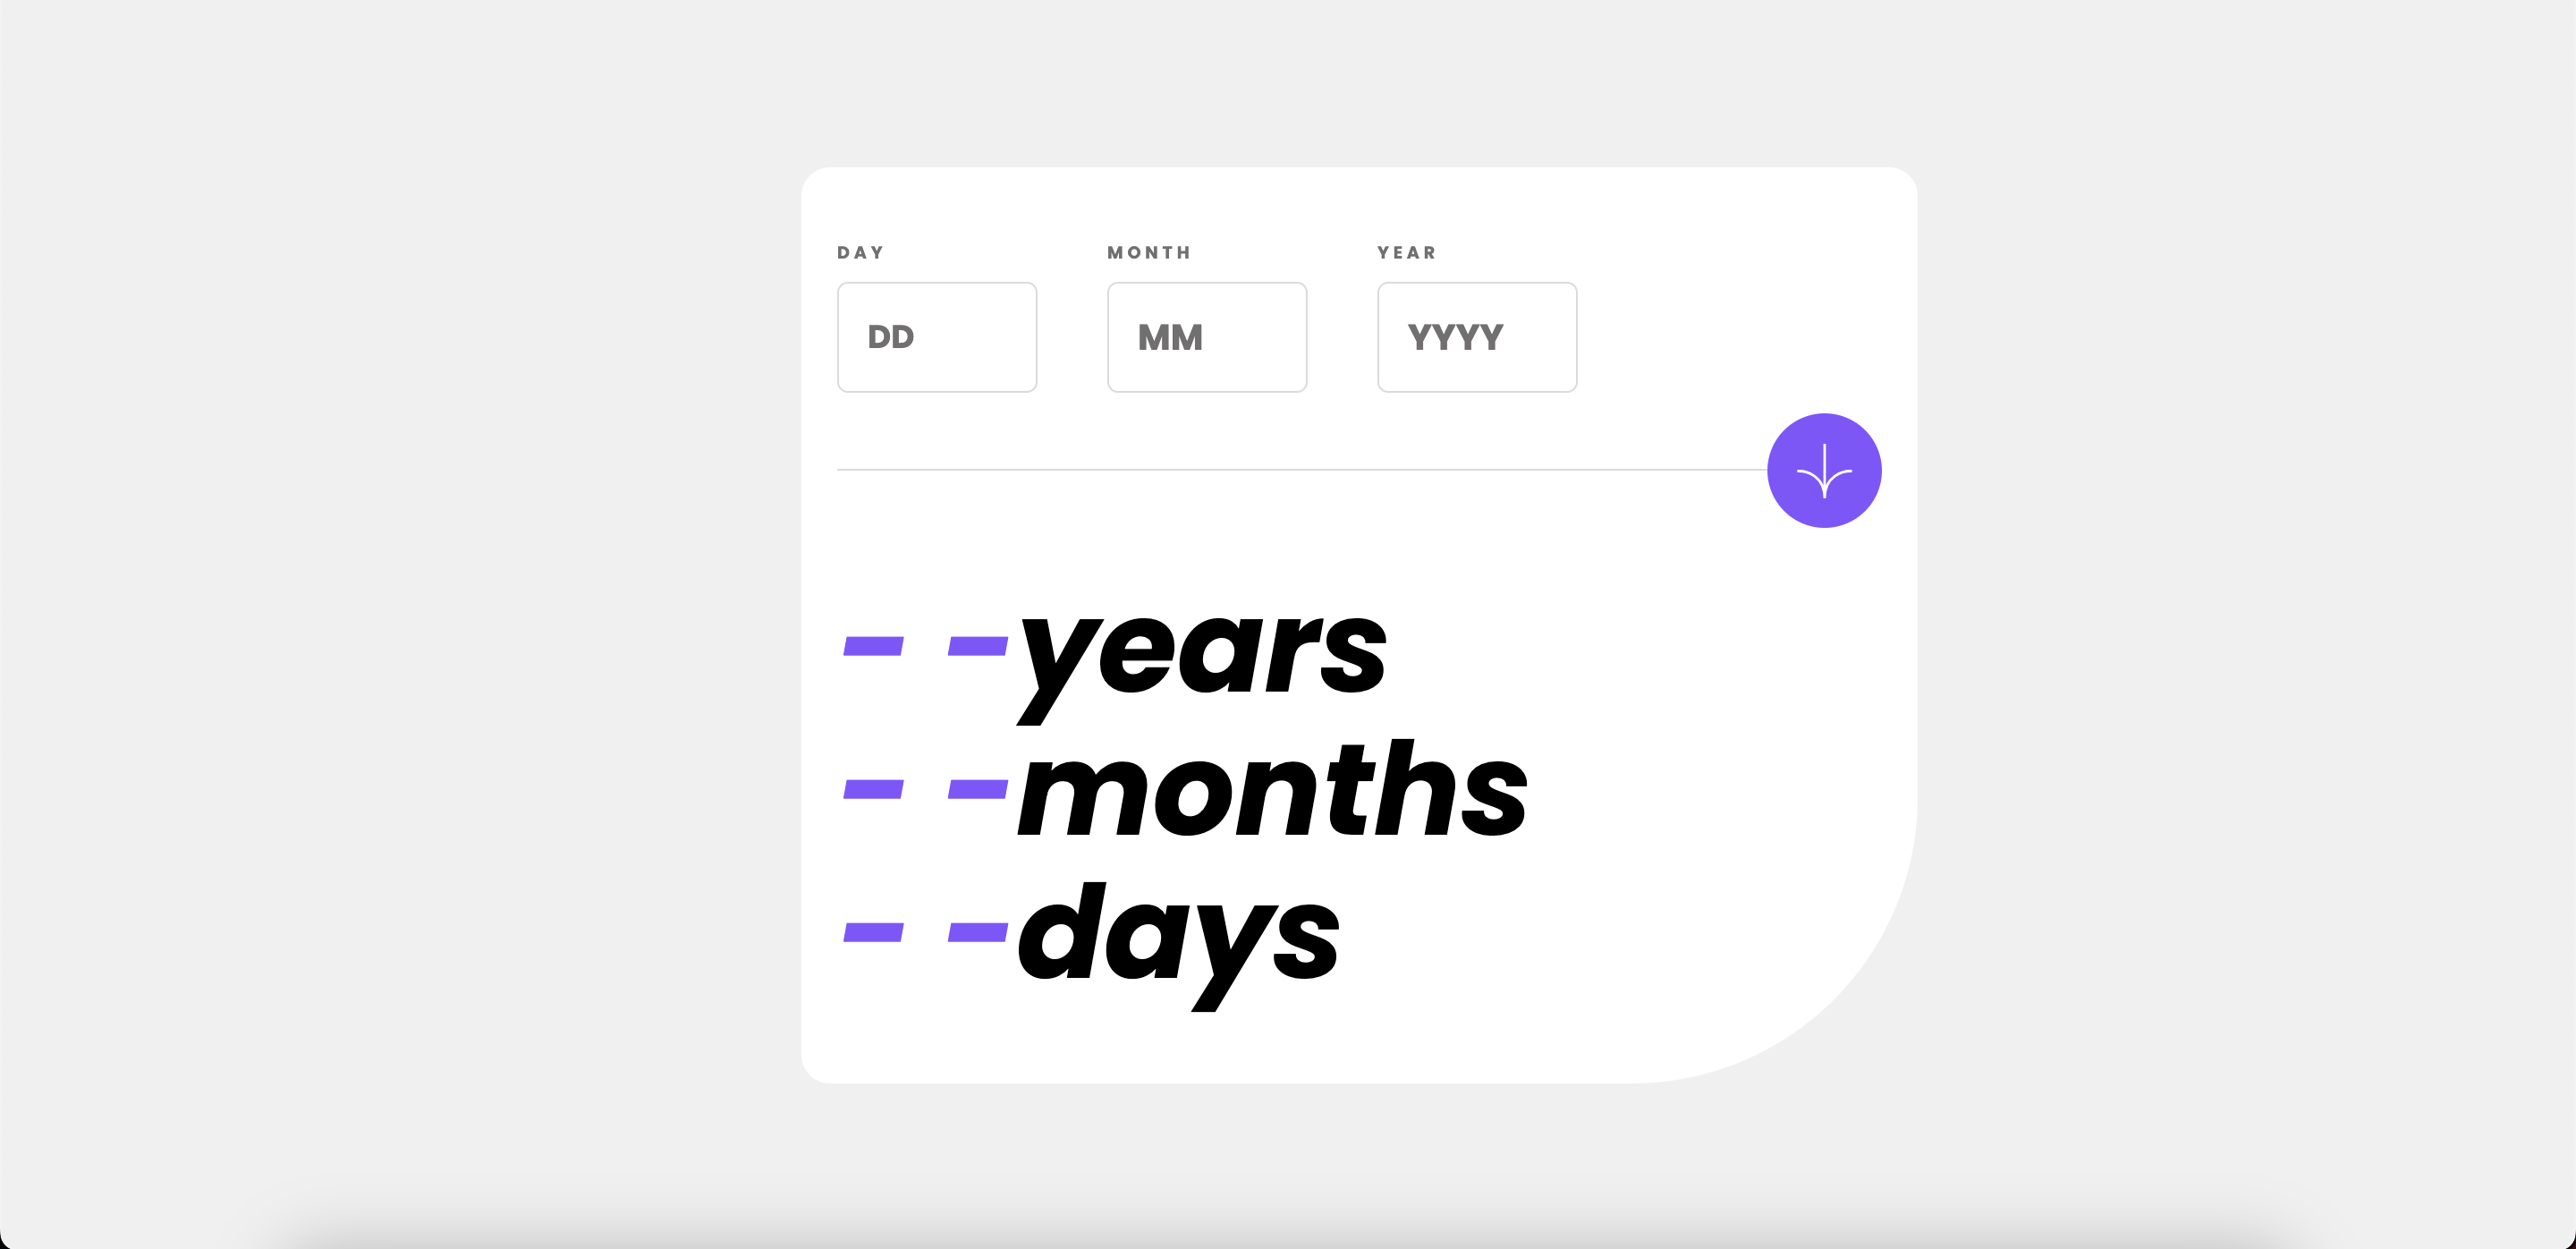 DAY MONTH YEAR
DD MM YYYY
- - years
- - months
- - days